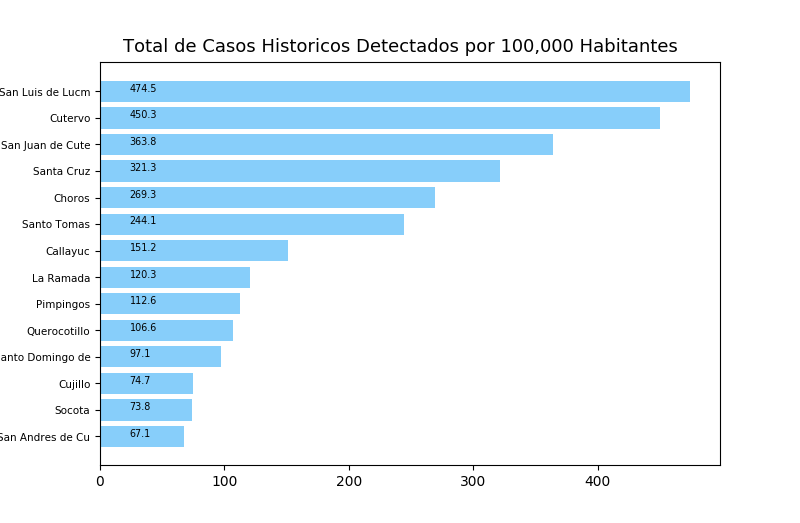 Total de Casos Historicos Detectados por 100,000 Habitantes
San Luis de Lucm 474.5
Cutervo 450.3
San Juan de Cute 363.8
Santa Cruz 321.3
Choros 269.3
Santo Tomas 244.1
Callayuc 151.2
La Ramada 120.3
Pimpingos 112.6
Querocotillo 106.6
anto Domingo de 97.1
Cujillo 74.7
Socota 73.8
San Andres de Cu 67.1
0 100 200 300 400